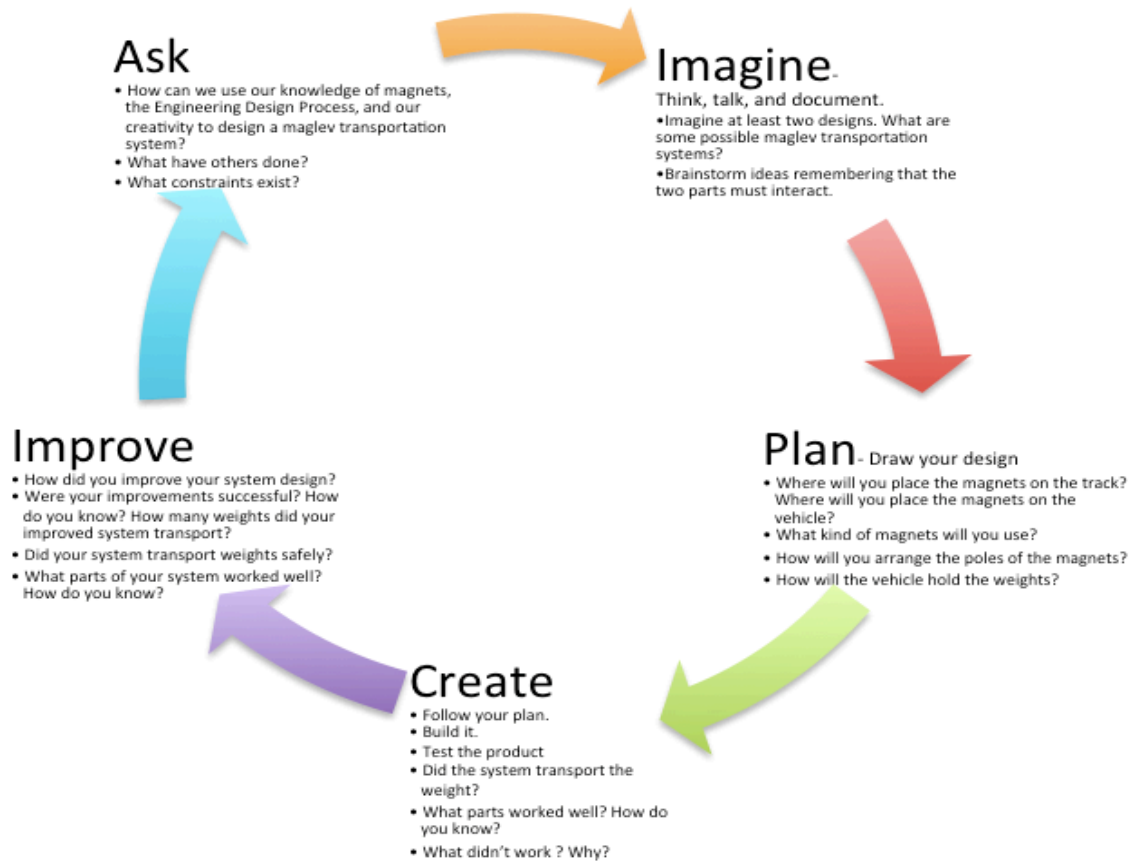 Ask
• How can we use our knowledge of magnets,
the Engineering Design Process, and our
creativity to design a maglev transportation
system?
• What have others done?
• What constraints exist?
Imagine-
Think, talk, and document.
•Imagine at least two designs. What are
some possible maglev transportation
systems?
•Brainstorm ideas remembering that the
two parts must interact.
Plan- Draw your design
• Where will you place the magnets on the track?
Where will you place the magnets on the
vehicle?
• What kind of magnets will you use?
• How will you arrange the poles of the magnets?
• How will the vehicle hold the weights?
Create
• Follow your plan.
• Build it.
• Test the product
• Did the system transport the
weight?
• What parts worked well? How do
you know?
• What didn't work ? Why?
Improve
• How did you improve your system design?
• Were your improvements successful? How
do you know? How many weights did your
improved system transport?
• Did your system transport weights safely?
• What parts of your system worked well?
How do you know?